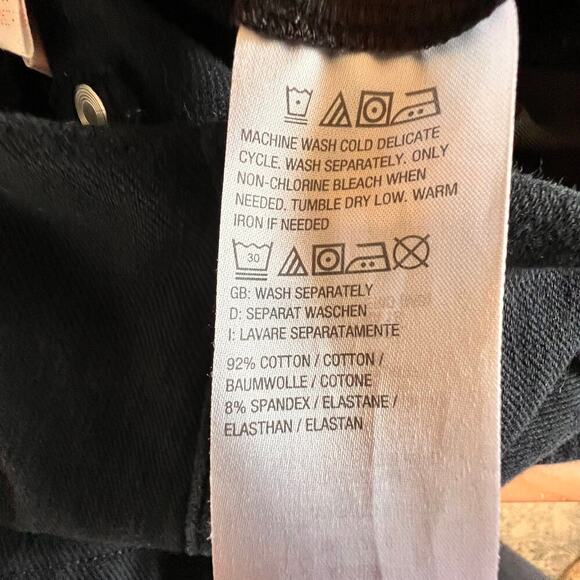 MACHINE WASH COLD DELICATE
CYCLE. WASH SEPARATELY. ONLY
NON-CHLORINE BLEACH WHEN
NEEDED. TUMBLE DRY LOW. WARM
IRON IF NEEDED
30
GB: WASH SEPARATELY
D: SEPARAT WASCHEN
I: LAVARE SEPARATAMENTE
92% COTTON / COTTON /
BAUMWOLLE / COTONE
8% SPANDEX / ELASTANE /
ELASTHAN / ELASTAN